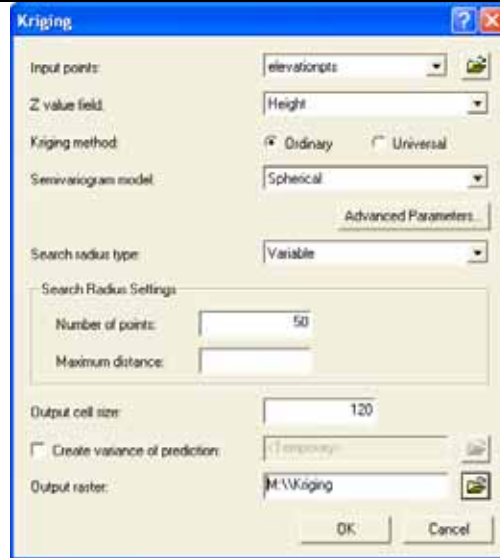 Kriging
Input points: elevationpts
Z value field: Height
Kriging method: Ordinary Universal
Semivariogram model: Spherical
Advanced Parameters...
Search radius type: Variable
Search Radius Settings
Number of points: 50
Maximum distance:
Output cell size: 120
Create variance of prediction: <Temporary>
Output raster: M:\\Kriging
OK Cancel